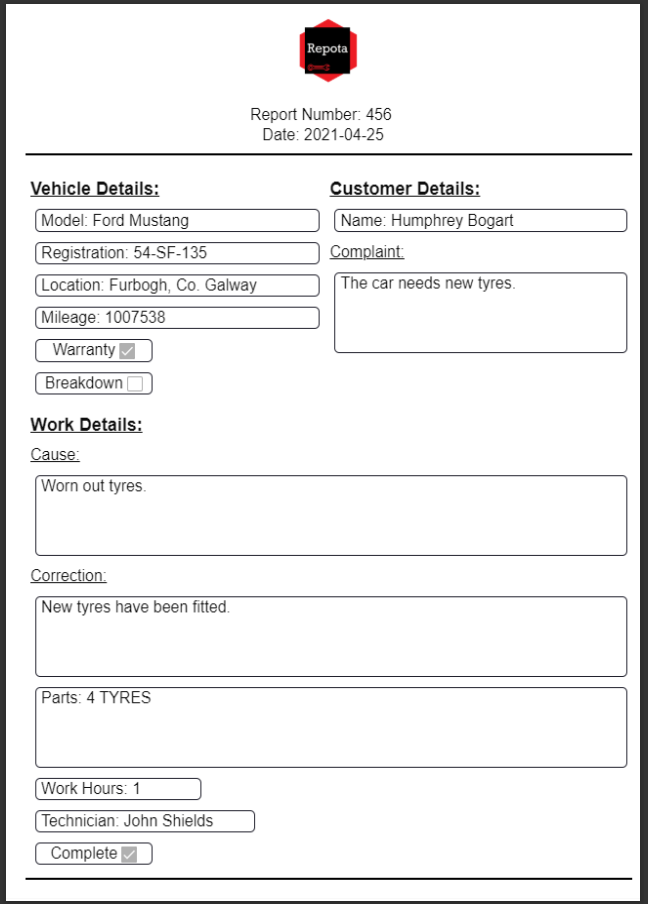 Repota
Report Number: 456
Date: 2021-04-25
Vehicle Details:
Model: Ford Mustang
Registration: 54-SF-135
Location: Furbogh, Co. Galway
Mileage: 1007538
Warranty
Breakdown
Customer Details:
Name: Humphrey Bogart
Complaint:
The car needs new tyres.
Work Details:
Cause:
Worn out tyres.
Correction:
New tyres have been fitted.
Parts: 4 TYRES
Work Hours: 1
Technician: John Shields
Complete